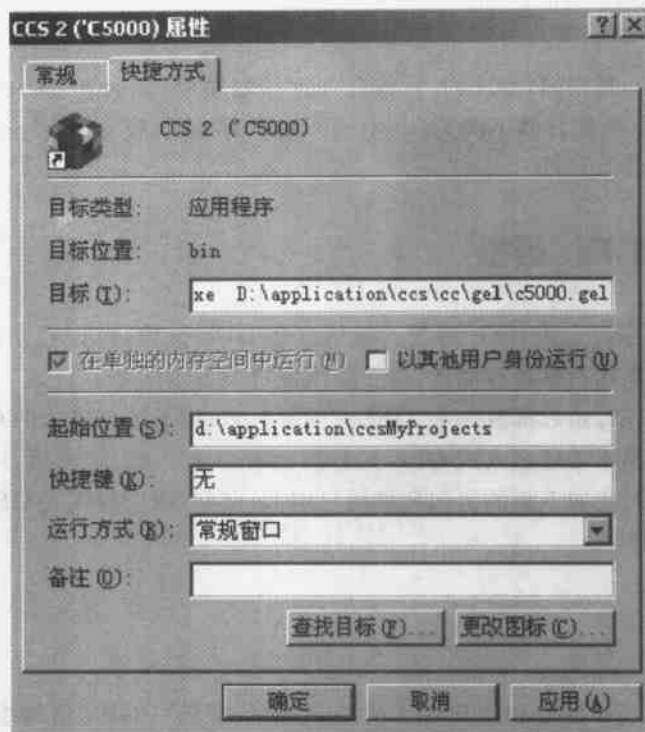 CCS 2 ('C5000) 属性
常规
快捷方式
CCS 2 ('C5000)
目标类型: 应用程序
目标位置: bin
目标(T): xe D:\application\ccs\cc\gel\c5000.gel
在单独的内存空间中运行(M) 以其他用户身份运行(U)
起始位置(S): d:\application\ccsMyProjects
快捷键(K): 无
运行方式(R): 常规窗口
备注(O):
查找目标(F)... 更改图标(C)...
确定 取消 应用(A)